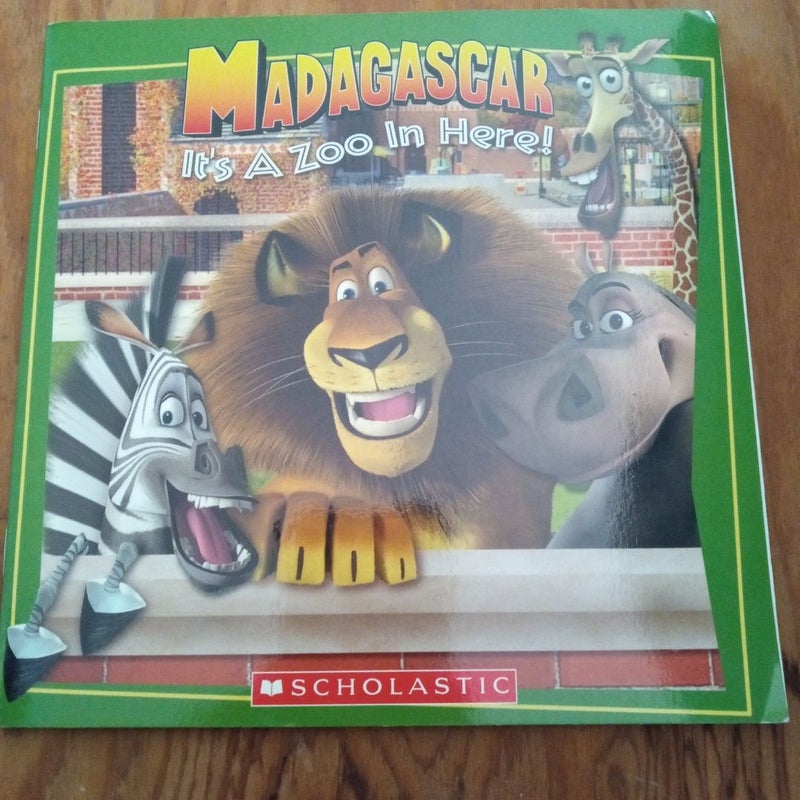 MADAGASCAR
It's A Zoo In Here!
SCHOLASTIC